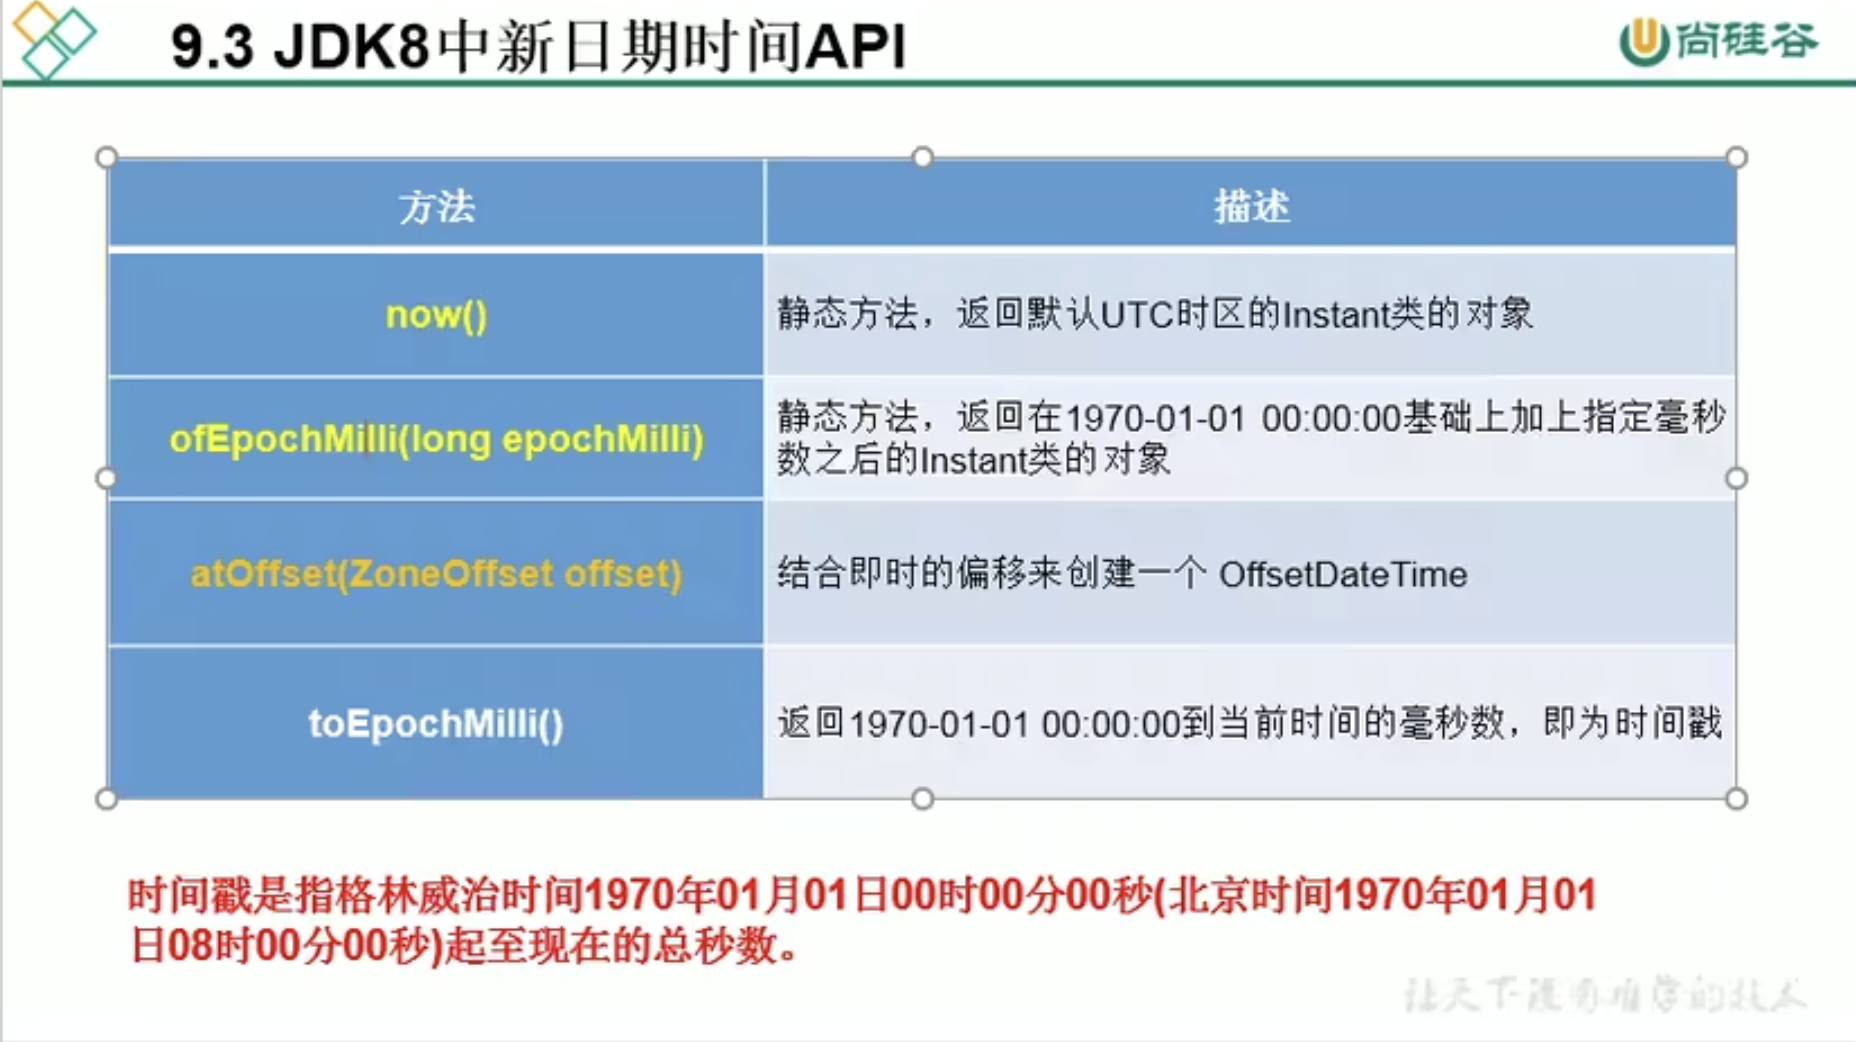 9.3 JDK8中新日期时间API
尚硅谷
方法
描述
now()
静态方法，返回默认UTC时区的Instant类的对象
ofEpochMilli(long epochMilli)
静态方法，返回在1970-01-01 00:00:00基础上加上指定毫秒
数之后的Instant类的对象
atOffset(ZoneOffset offset)
结合即时的偏移来创建一个 OffsetDateTime
toEpochMilli()
返回1970-01-01 00:00:00到当前时间的毫秒数，即为时间戳
时间戳是指格林威治时间1970年01月01日00时00分00秒(北京时间1970年01月01
日08时00分00秒)起至现在的总秒数。
让天下没有难学的技术